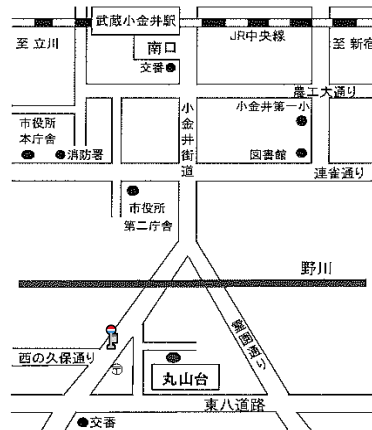 武蔵小金井駅
至 立川
南口
JR中央線
至 新宿
交番
農工大通り
小金井街道
小金井第一小
市役所
本庁舎
消防署
図書館
連雀通り
市役所
第二庁舎
野川
西の久保通り
〒
丸山台
東八道路
交番